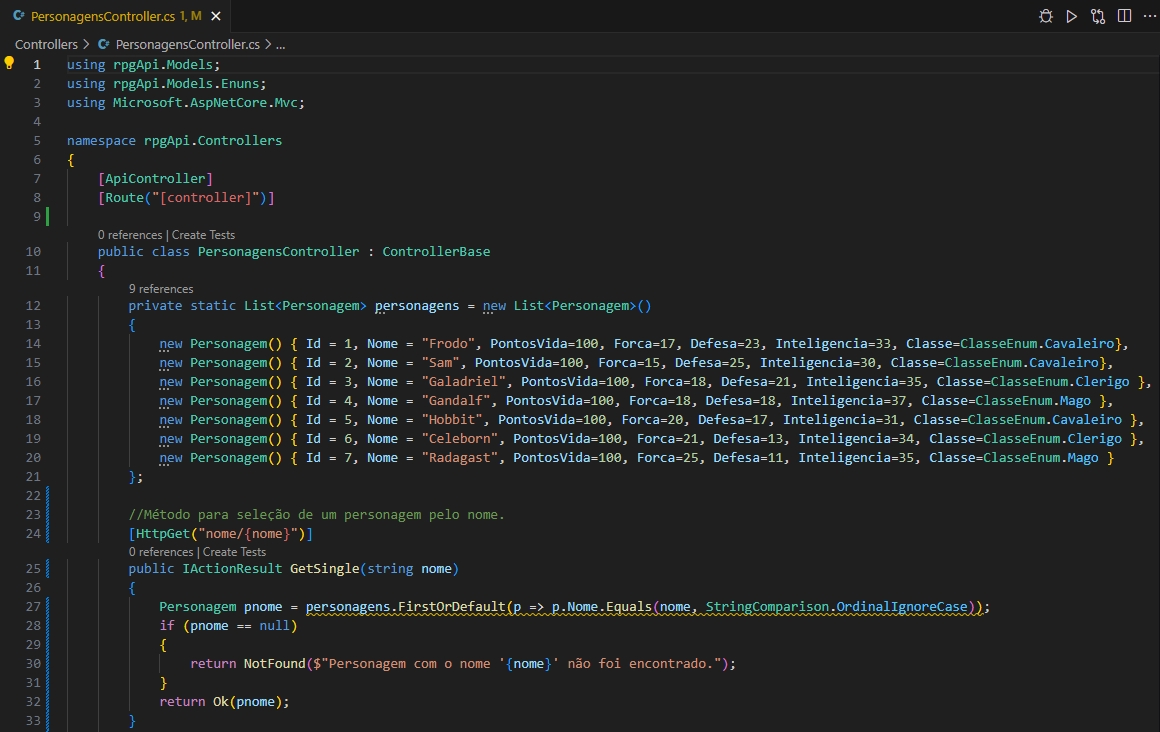 PersonagensController.cs 1, M
Controllers > PersonagensController.cs > ...
1 using rpgApi.Models;
2 using rpgApi.Models.Enuns;
3 using Microsoft.AspNetCore.Mvc;
4
5 namespace rpgApi.Controllers
6 {
7 [ApiController]
8 [Route("[controller]")]
9
0 references | Create Tests
10 public class PersonagensController : ControllerBase
11 {
9 references
12 private static List<Personagem> personagens = new List<Personagem>()
13 {
14 new Personagem() { Id = 1, Nome = "Frodo", PontosVida=100, Forca=17, Defesa=23, Inteligencia=33, Classe=ClasseEnum.Cavaleiro},
15 new Personagem() { Id = 2, Nome = "Sam", PontosVida=100, Forca=15, Defesa=25, Inteligencia=30, Classe=ClasseEnum.Cavaleiro},
16 new Personagem() { Id = 3, Nome = "Galadriel", PontosVida=100, Forca=18, Defesa=21, Inteligencia=35, Classe=ClasseEnum.Clerigo },
17 new Personagem() { Id = 4, Nome = "Gandalf", PontosVida=100, Forca=18, Defesa=18, Inteligencia=37, Classe=ClasseEnum.Mago },
18 new Personagem() { Id = 5, Nome = "Hobbit", PontosVida=100, Forca=20, Defesa=17, Inteligencia=31, Classe=ClasseEnum.Cavaleiro },
19 new Personagem() { Id = 6, Nome = "Celeborn", PontosVida=100, Forca=21, Defesa=13, Inteligencia=34, Classe=ClasseEnum.Clerigo },
20 new Personagem() { Id = 7, Nome = "Radagast", PontosVida=100, Forca=25, Defesa=11, Inteligencia=35, Classe=ClasseEnum.Mago }
21 };
22
23 //Método para seleção de um personagem pelo nome.
24 [HttpGet("nome/{nome}")]
0 references | Create Tests
25 public IActionResult GetSingle(string nome)
26 {
27 Personagem pnome = personagens.FirstOrDefault(p => p.Nome.Equals(nome, StringComparison.OrdinalIgnoreCase));
28 if (pnome == null)
29 {
30 return NotFound($"Personagem com o nome '{nome}' não foi encontrado.");
31 }
32 return Ok(pnome);
33 }